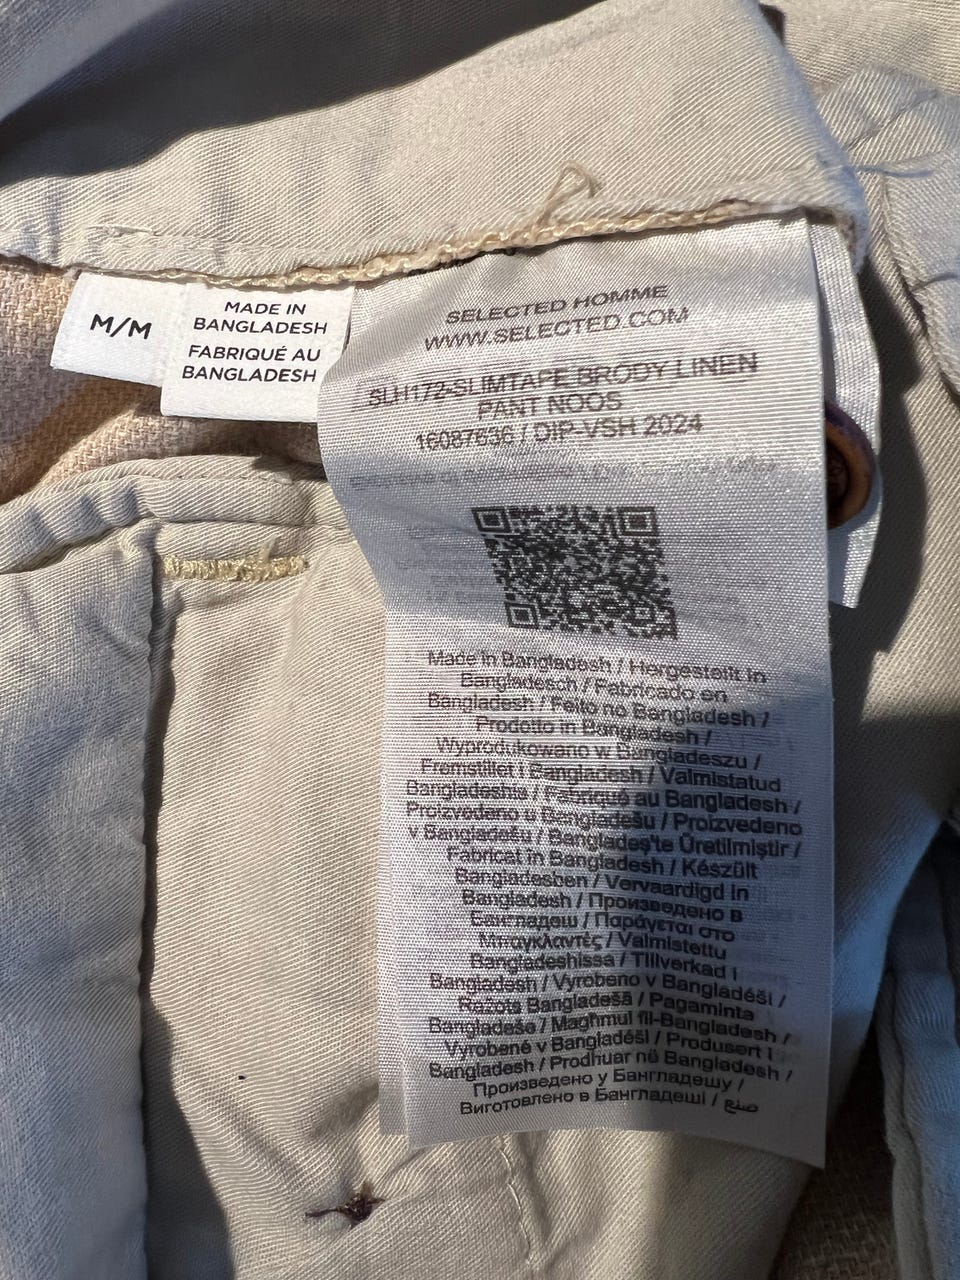 M/M
MADE IN
BANGLADESH
FABRIQUÉ AU
BANGLADESH
SELECTED HOMME
WWW.SELECTED.COM
SLH172-SLIMTAPE BRODY LINEN
PANT NOOS
16087636 / DIP-VSH 2024
Made in Bangladesh / Hergestellt in
Bangladesch / Fabricado en
Bangladesh / Feito no Bangladesh /
Prodotto in Bangladesh /
Wyprodukowano w Bangladeszu /
Fremstillet i Bangladesh / Valmistatud
Bangladeshis / Fabriqué au Bangladesh /
Proizvedeno u Bangladešu / Proizvedeno
v Bangladešu / Bangladeş'te Üretilmiştir /
Fabricat in Bangladesh / Készült
Bangladesben / Vervaardigd in
Bangladesh / Произведено в
Бангладеш / Παράγεται στο
Μπαγκλαντές / Valmistettu
Bangladeshissa / Tillverkad i
Bangladesh / Vyrobeno v Bangladéši /
Ražots Bangladešā / Pagaminta
Bangladeše / Magħmul fil-Bangladesh /
Vyrobené v Bangladéši / Produsert i
Bangladesh / Prodhuar në Bangladesh /
Произведено у Бангладешу /
Виготовлено в Бангладеші / صنع